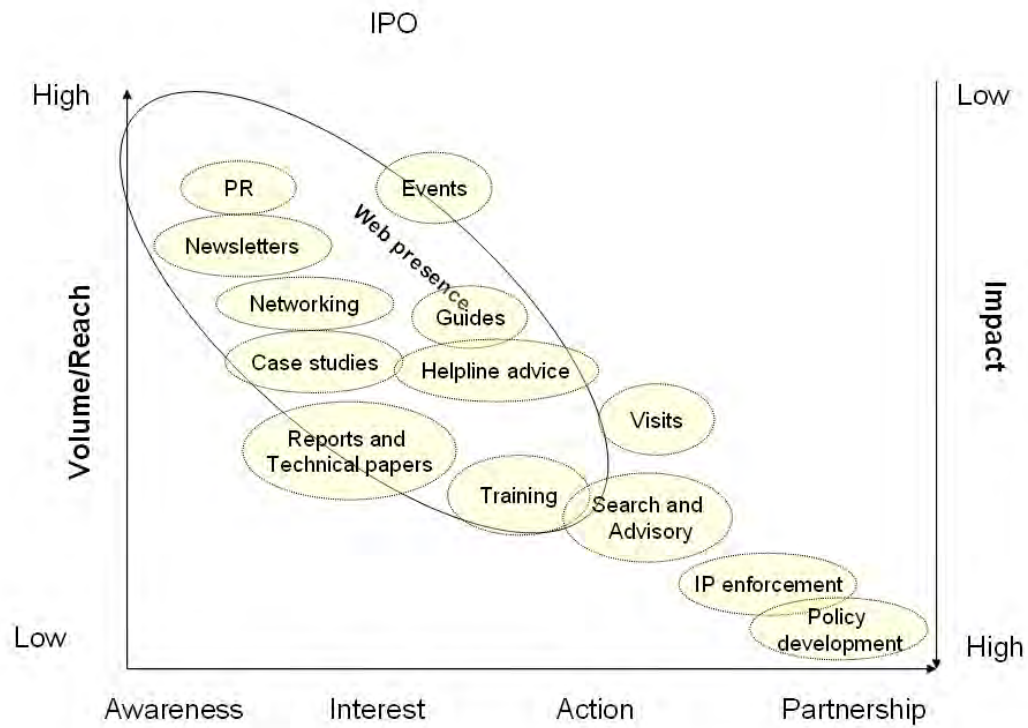 IPO
High
Low
PR
Events
Web presence
Newsletters
Networking
Guides
Case studies
Helpline advice
Volume/Reach
Impact
Visits
Reports and
Technical papers
Training
Search and
Advisory
IP enforcement
Policy
development
Low
High
Awareness
Interest
Action
Partnership